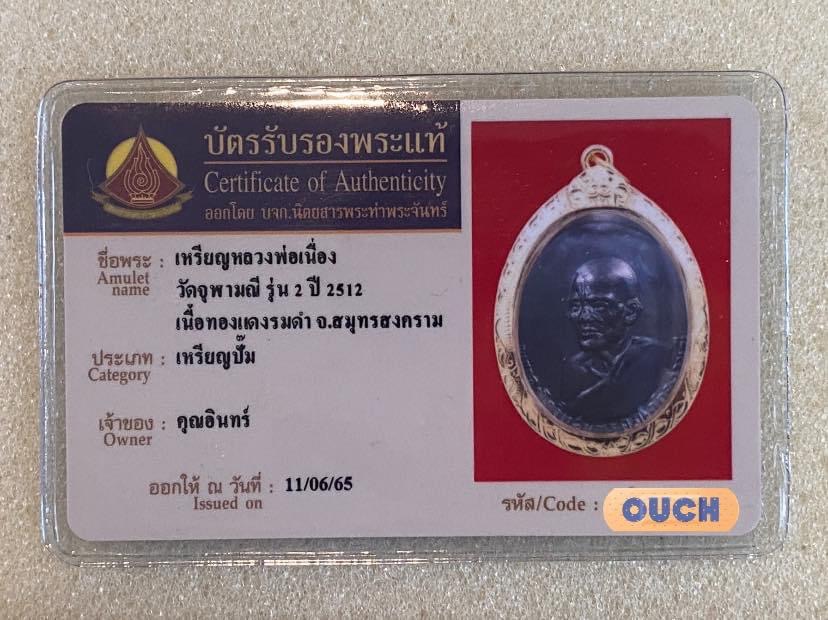 บัตรรับรองพระแท้
Certificate of Authenticity
ออกโดย บจก.นิตยสารพระท่าพระจันทร์
ชื่อพระ : เหรียญหลวงพ่อเนื่อง
Amulet name
วัดจุฬามณี รุ่น 2 ปี 2512
เนื้อทองแดงรมดำ จ.สมุทรสงคราม
ประเภท : เหรียญปั๊ม
Category
เจ้าของ : คุณอินทร์
Owner
ออกให้ ณ วันที่ : 11/06/65
Issued on
รหัส/Code : OUCH